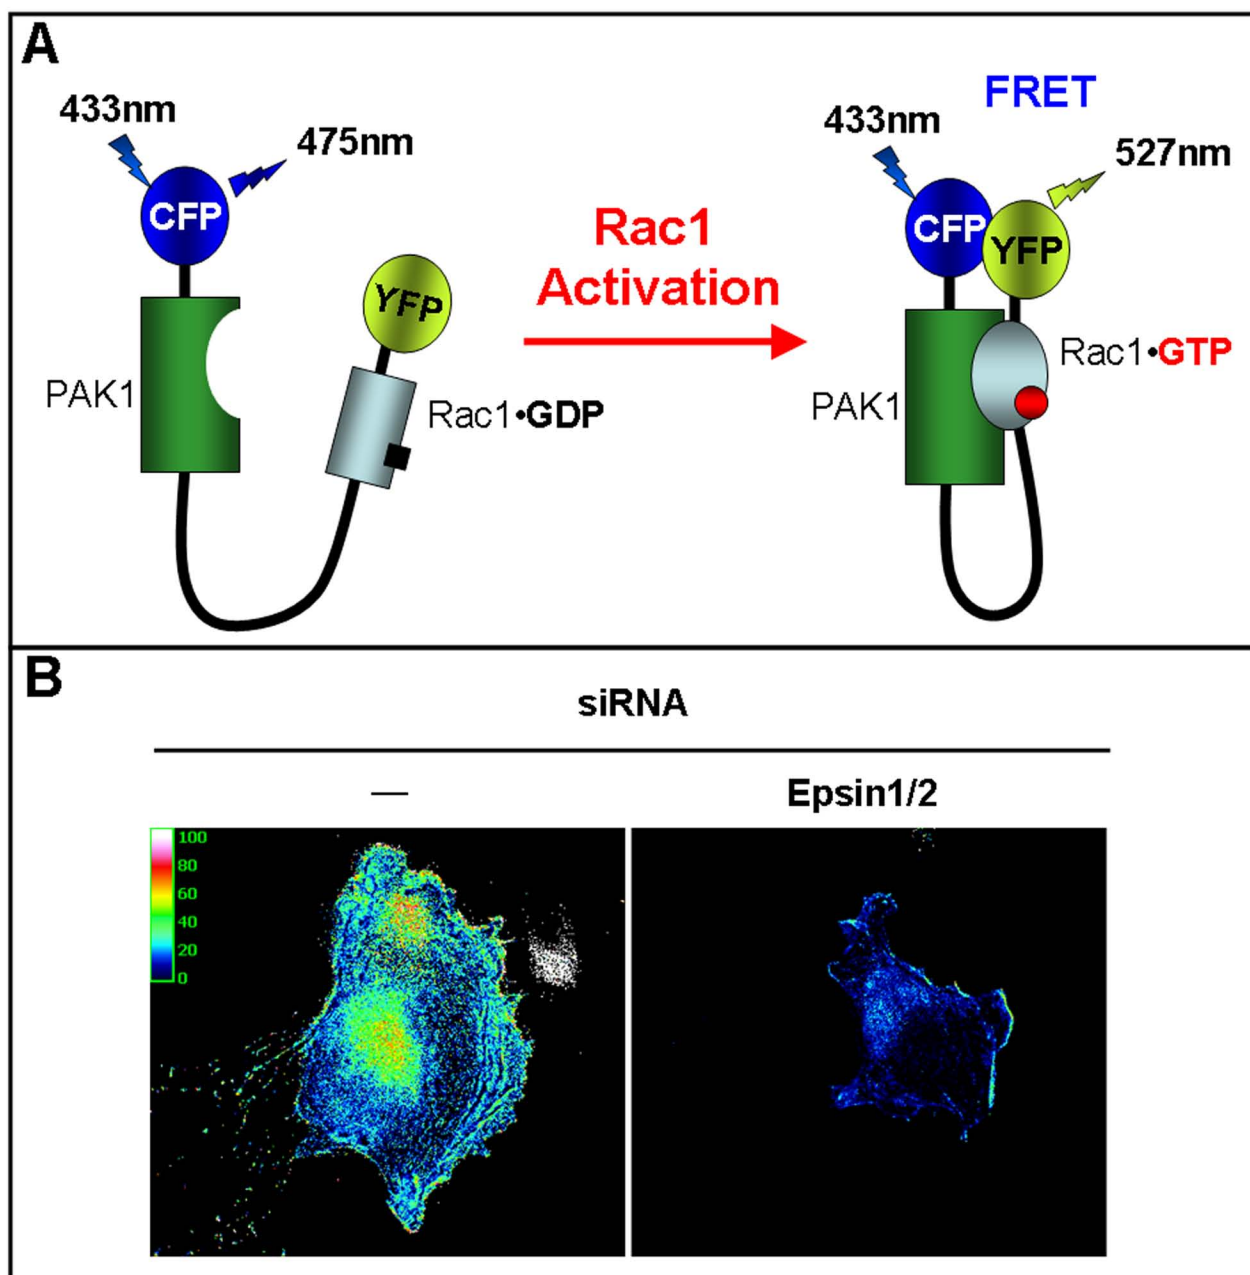 A
433nm
475nm
CFP
YFP
PAK1
Rac1•GDP
Rac1
Activation
FRET
433nm
527nm
CFP
YFP
Rac1•GTP
PAK1
B
siRNA
—
Epsin1/2
100
80
60
40
20
0